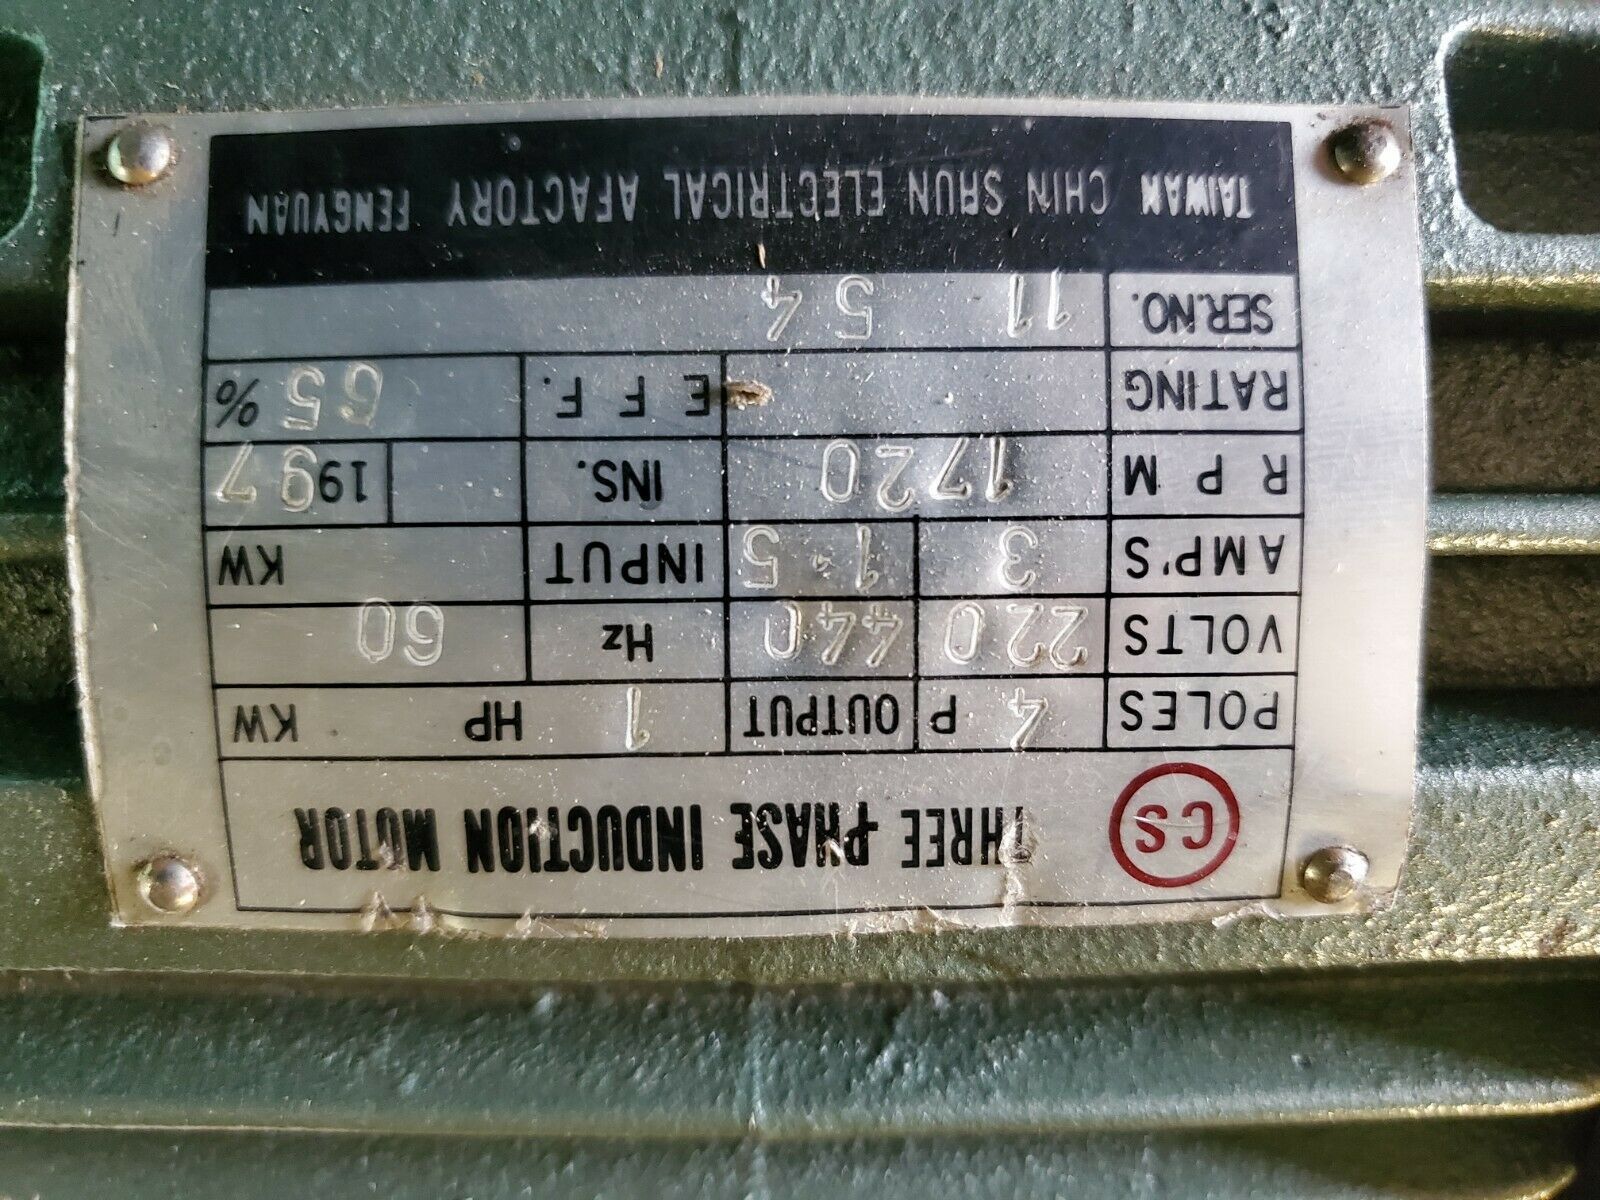 CS THREE PHASE INDUCTION MOTOR
POLES 4 P OUTPUT 1 HP KW
VOLTS 220 440 Hz 60
AMP'S 3 1.5 INPUT KW
R P M 1720 INS. 1997
RATING E F F. 65 %
SER.NO. 11 54
TAIWAN CHIN SHUN ELECTRICAL AFACTORY FENGYUAN